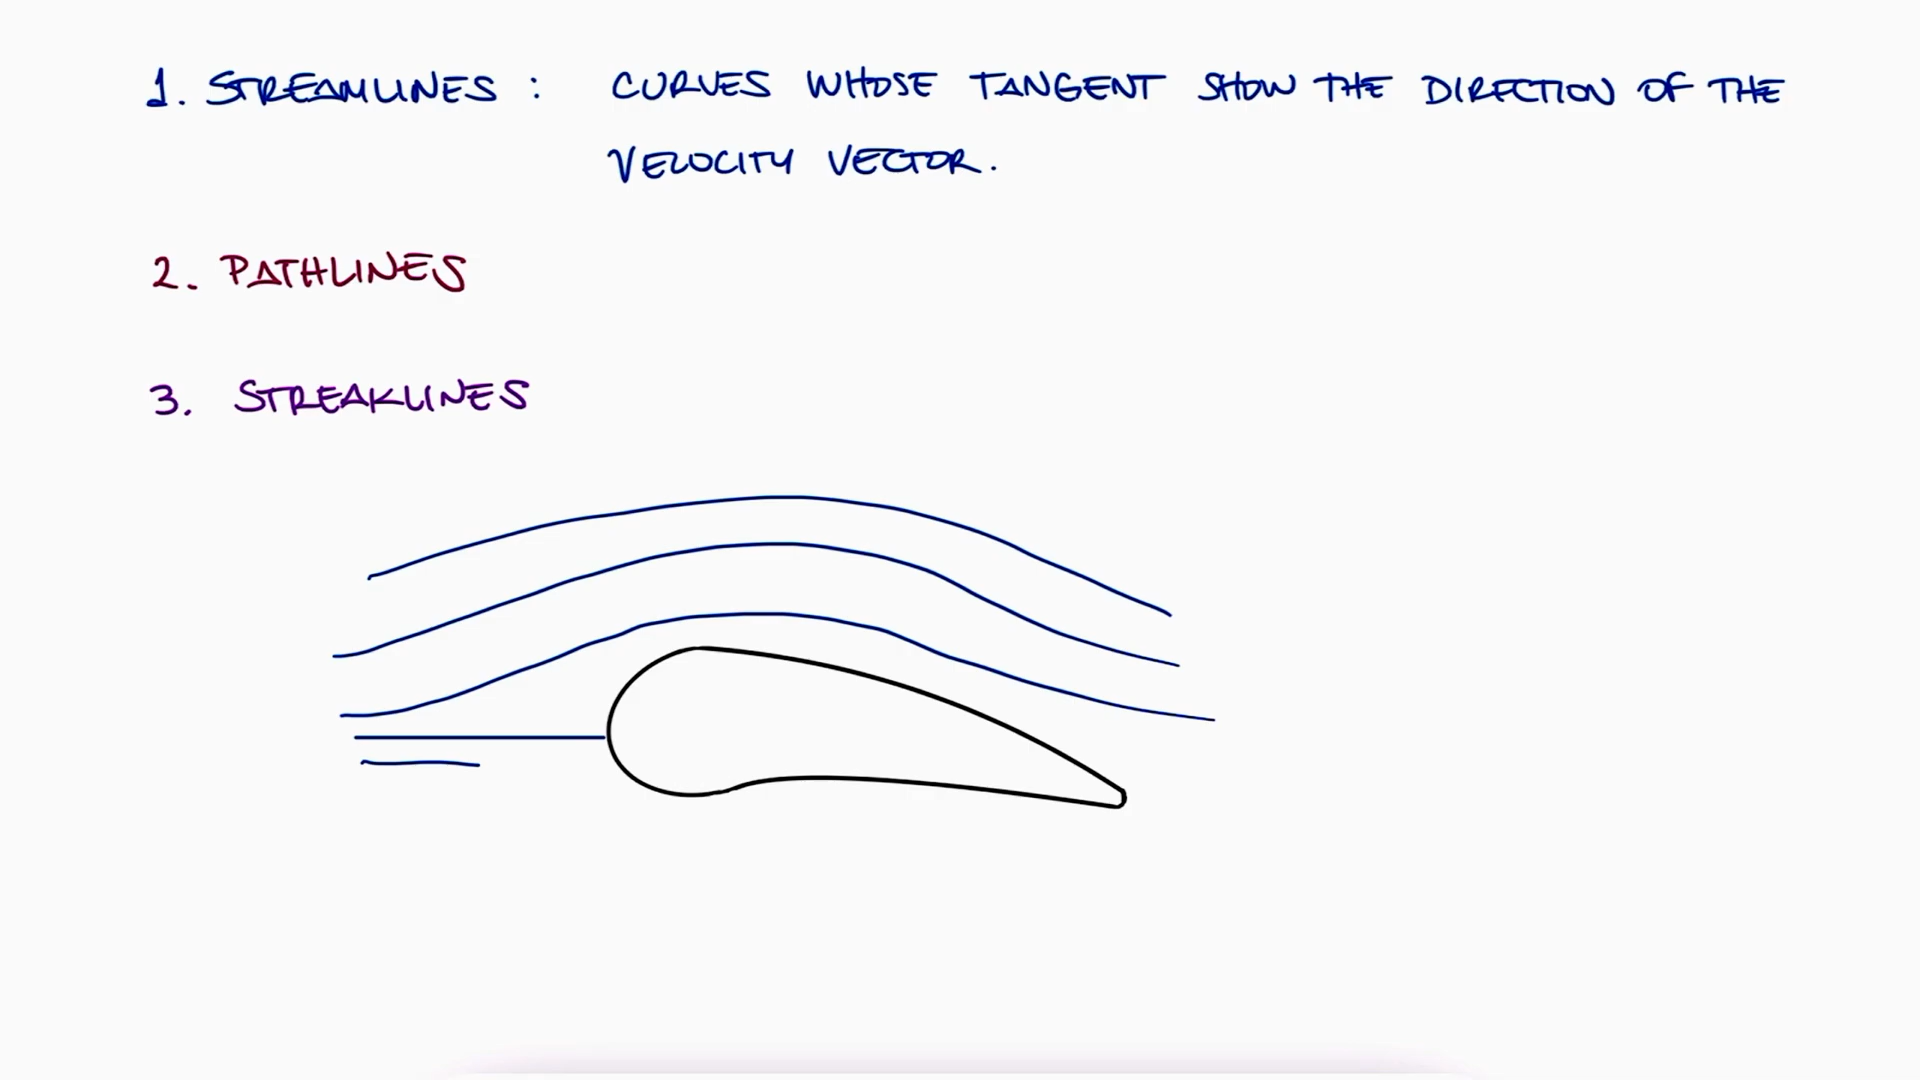 1. STREAMLINES : CURVES WHOSE TANGENT SHOW THE DIRECTION OF THE
VELOCITY VECTOR.
2. PATHLINES
3. STREAKLINES